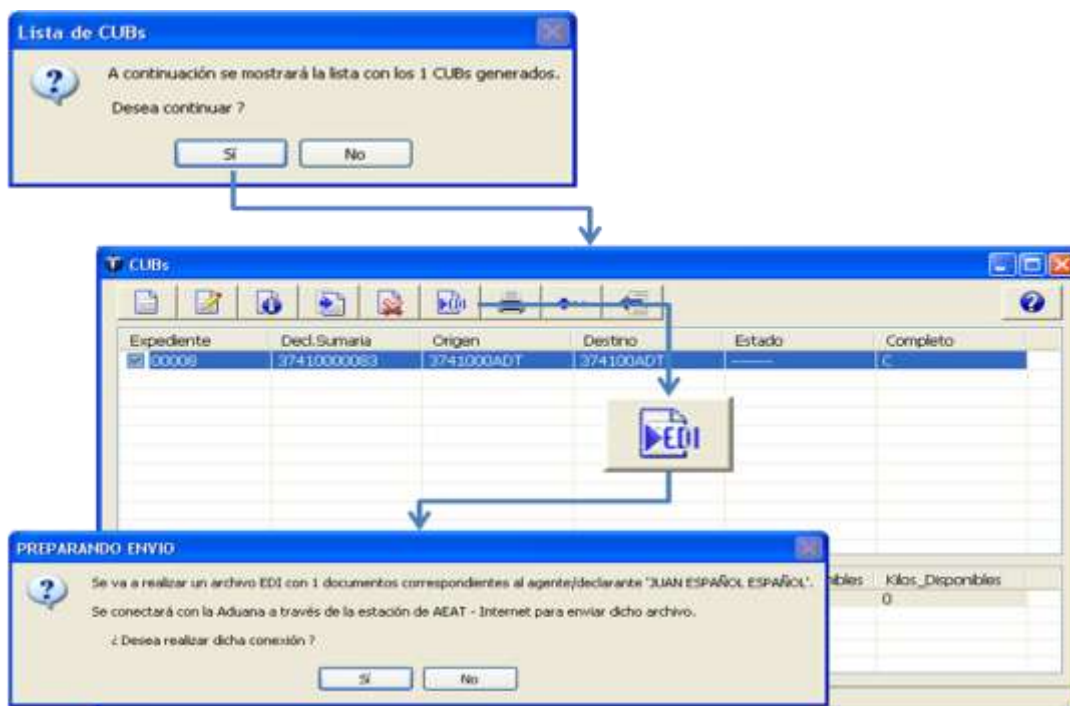 Lista de CUBs
A continuación se mostrará la lista con los 1 CUBs generados.
Desea continuar ?
Sí No
CUBs
EDI
Expediente Decl.Sumaria Origen Destino Estado Completo
00008 37410000083 3741000ADT 374100ADT ------- C
EDI
PREPARANDO ENVIO
Se va a realizar un archivo EDI con 1 documentos correspondientes al agente/declarante "JUAN ESPAÑOL ESPAÑOL".
Se conectará con la Aduana a través de la estación de AEAT - Internet para enviar dicho archivo.
¿ Desea realizar dicha conexión ?
Sí No
nibles Kilos_Disponibles
0